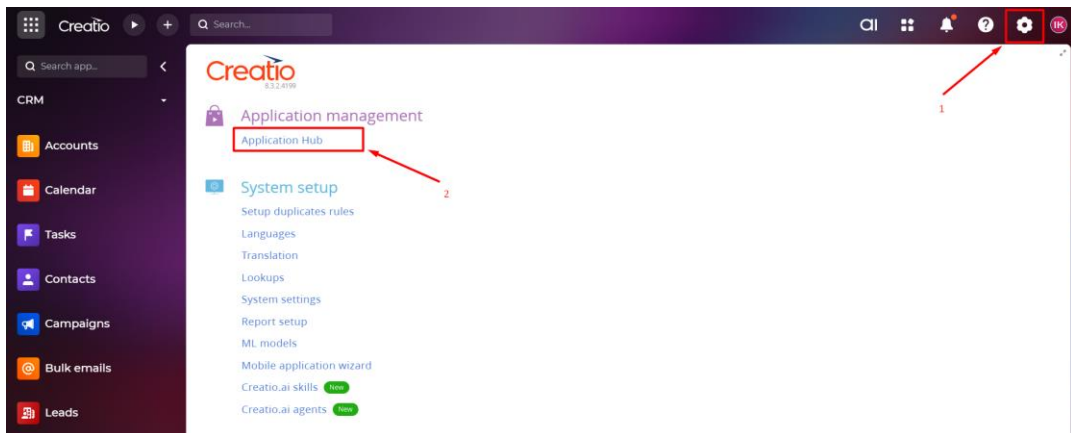 Creatio
Search...
ai
?
IK
Search app...
CRM
Accounts
Calendar
Tasks
Contacts
Campaigns
Bulk emails
Leads
Creatio
8.3.2.4199
Application management
Application Hub
System setup
Setup duplicates rules
Languages
Translation
Lookups
System settings
Report setup
ML models
Mobile application wizard
Creatio.ai skills New
Creatio.ai agents New
1
2